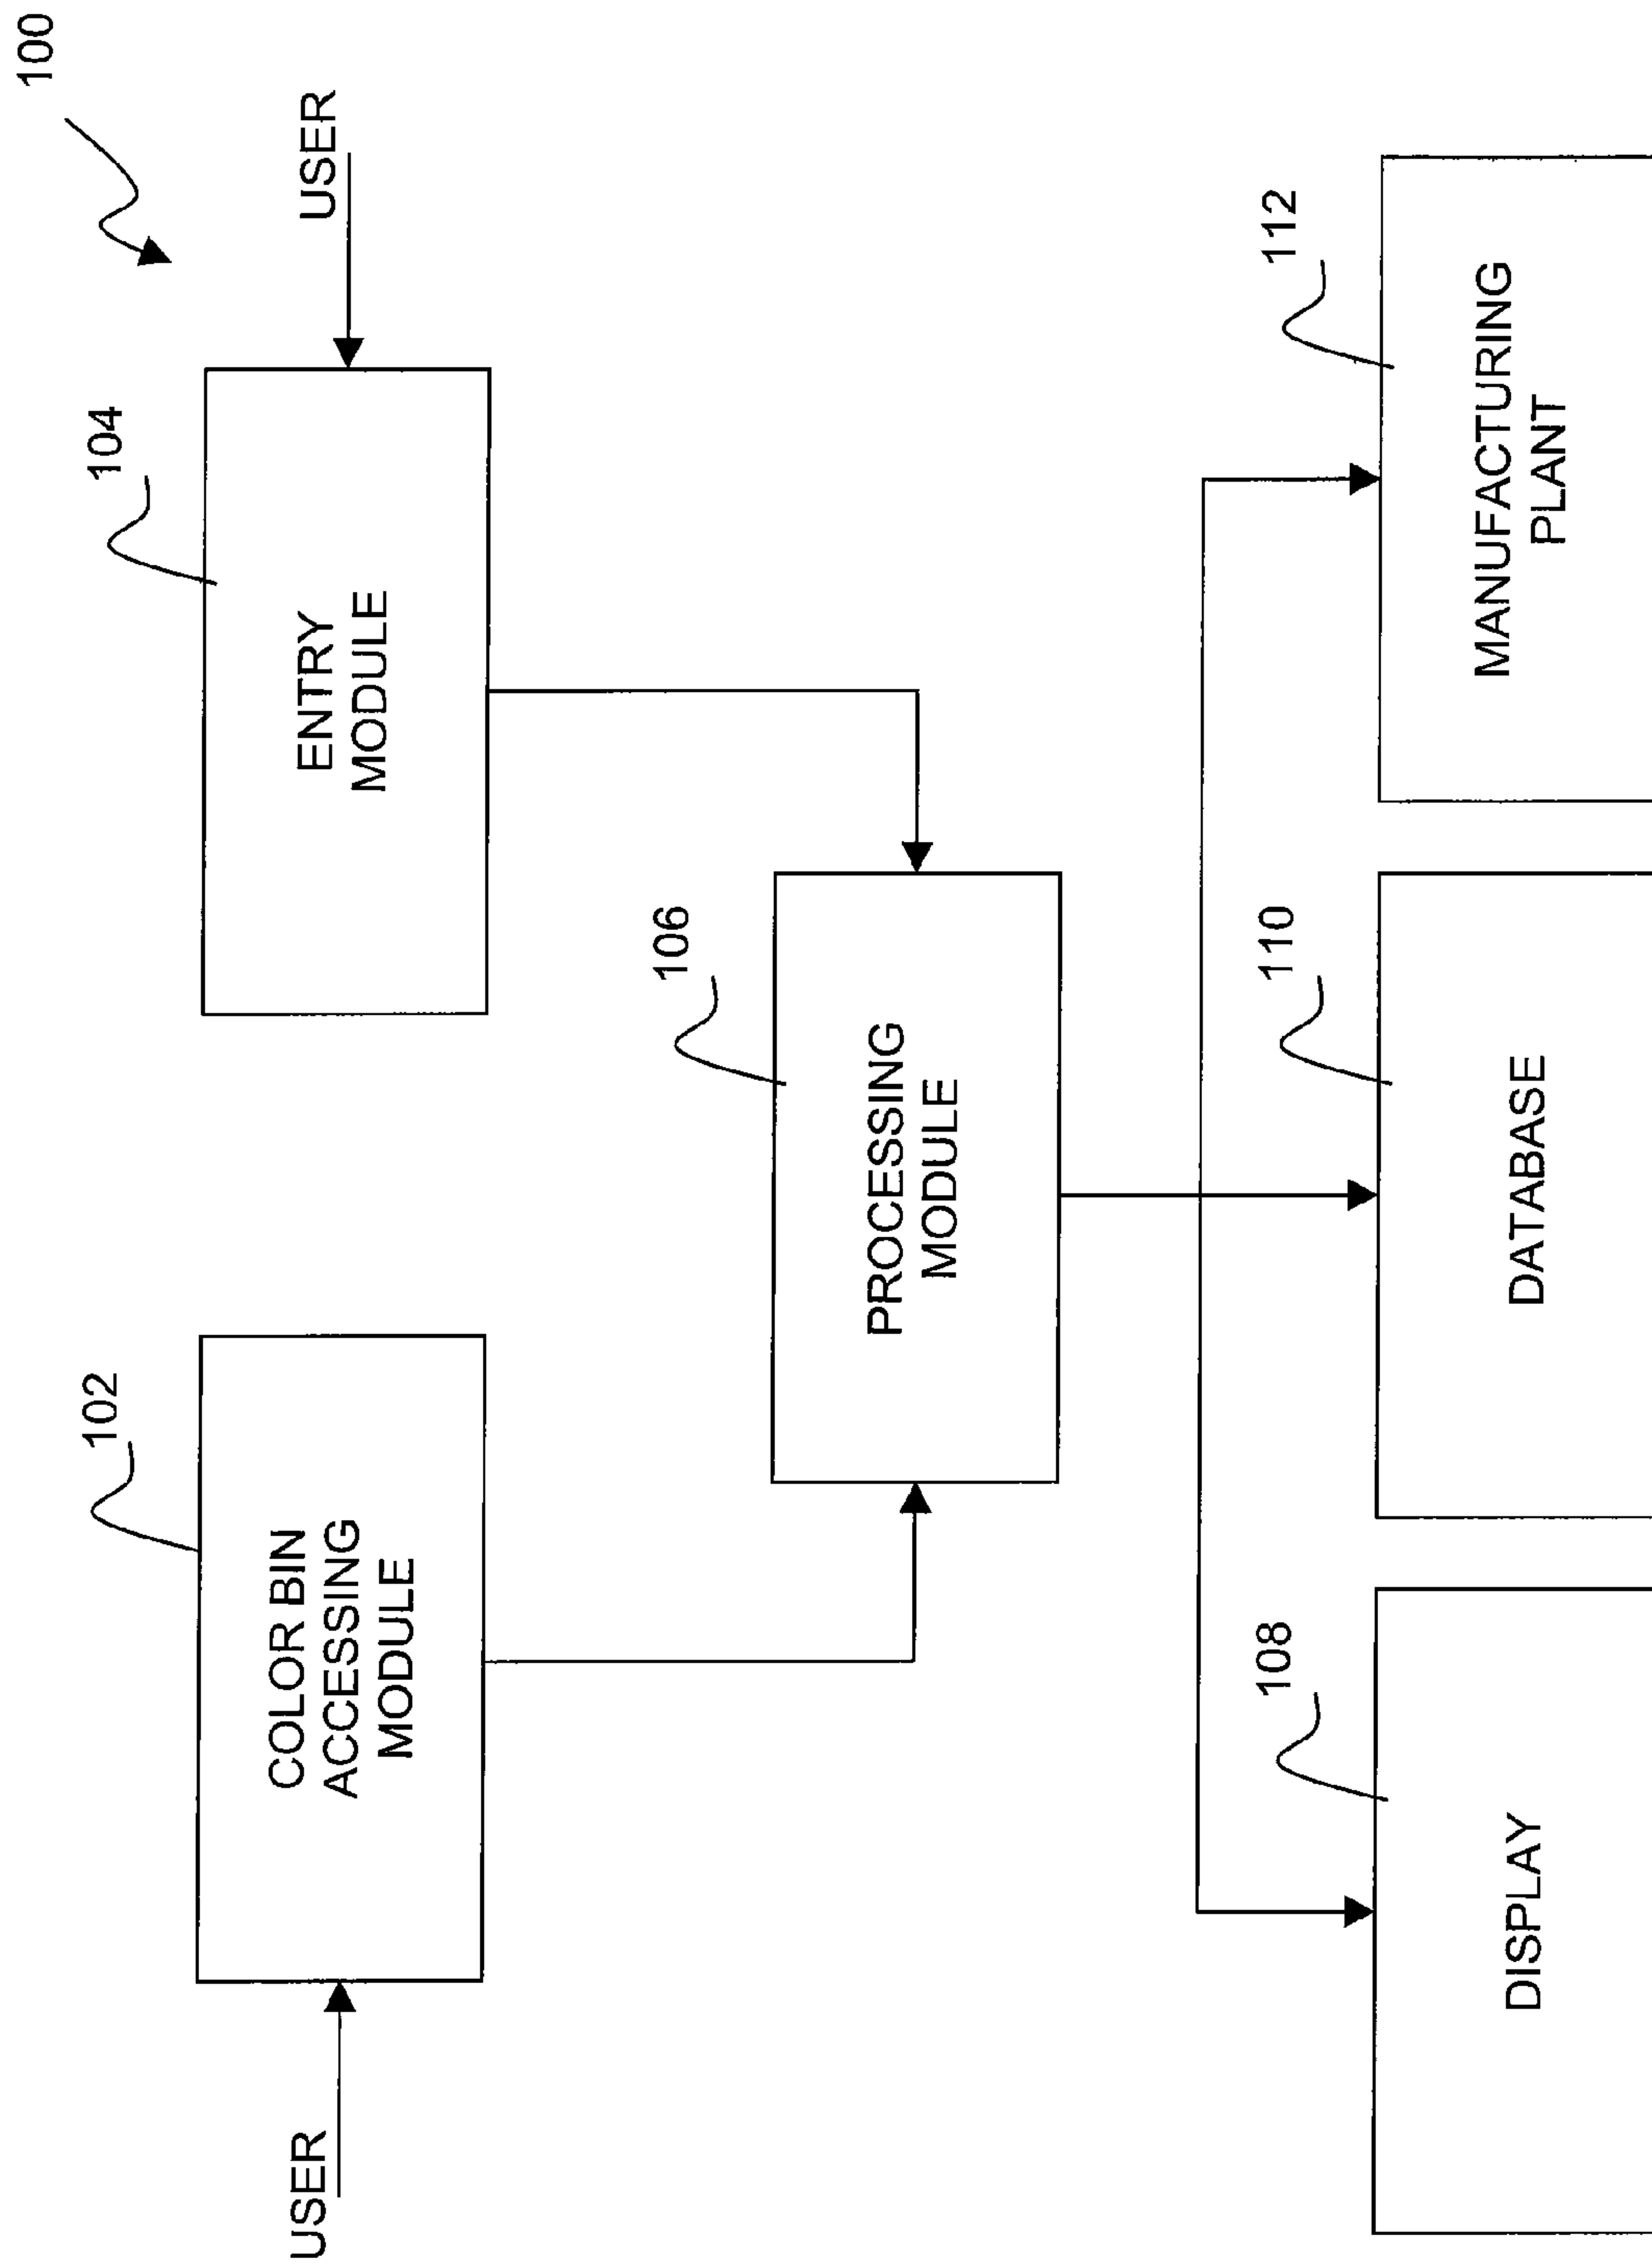 100
USER
USER
102
COLOR BIN
ACCESSING
MODULE
104
ENTRY
MODULE
106
PROCESSING
MODULE
108
DISPLAY
110
DATABASE
112
MANUFACTURING
PLANT